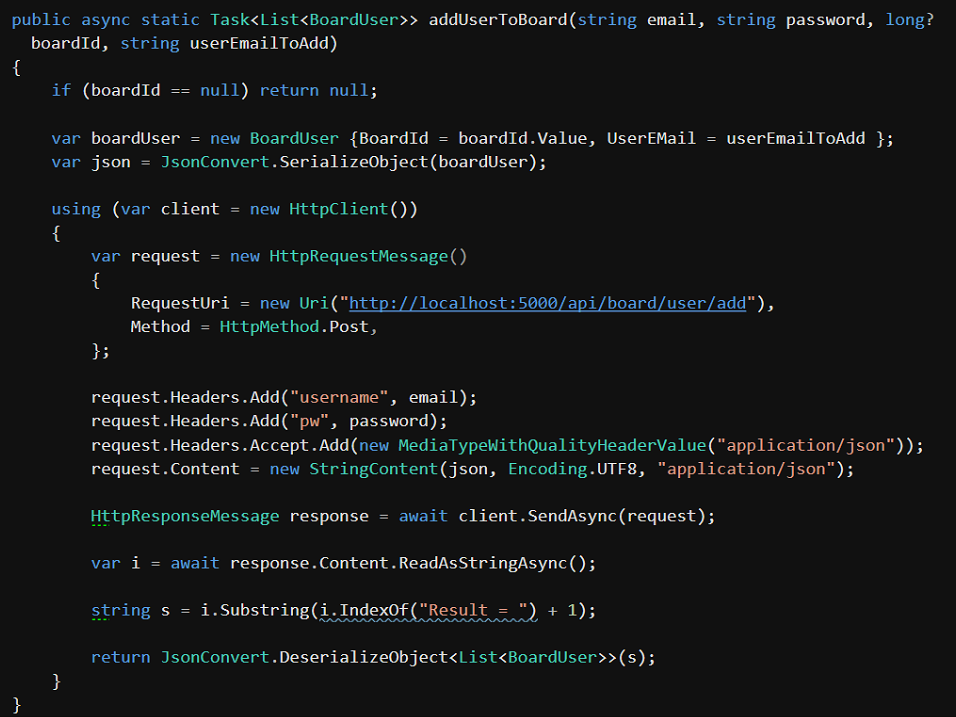 public async static Task<List<BoardUser>> addUserToBoard(string email, string password, long?
  boardId, string userEmailToAdd)
{
    if (boardId == null) return null;

    var boardUser = new BoardUser {BoardId = boardId.Value, UserEMail = userEmailToAdd };
    var json = JsonConvert.SerializeObject(boardUser);

    using (var client = new HttpClient())
    {
        var request = new HttpRequestMessage()
        {
            RequestUri = new Uri("http://localhost:5000/api/board/user/add"),
            Method = HttpMethod.Post,
        };

        request.Headers.Add("username", email);
        request.Headers.Add("pw", password);
        request.Headers.Accept.Add(new MediaTypeWithQualityHeaderValue("application/json"));
        request.Content = new StringContent(json, Encoding.UTF8, "application/json");

        HttpResponseMessage response = await client.SendAsync(request);

        var i = await response.Content.ReadAsStringAsync();

        string s = i.Substring(i.IndexOf("Result = ") + 1);

        return JsonConvert.DeserializeObject<List<BoardUser>>(s);
    }
}